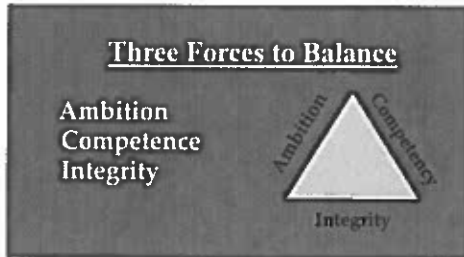 Three Forces to Balance
Ambition
Competence
Integrity
Ambition
Competency
Integrity